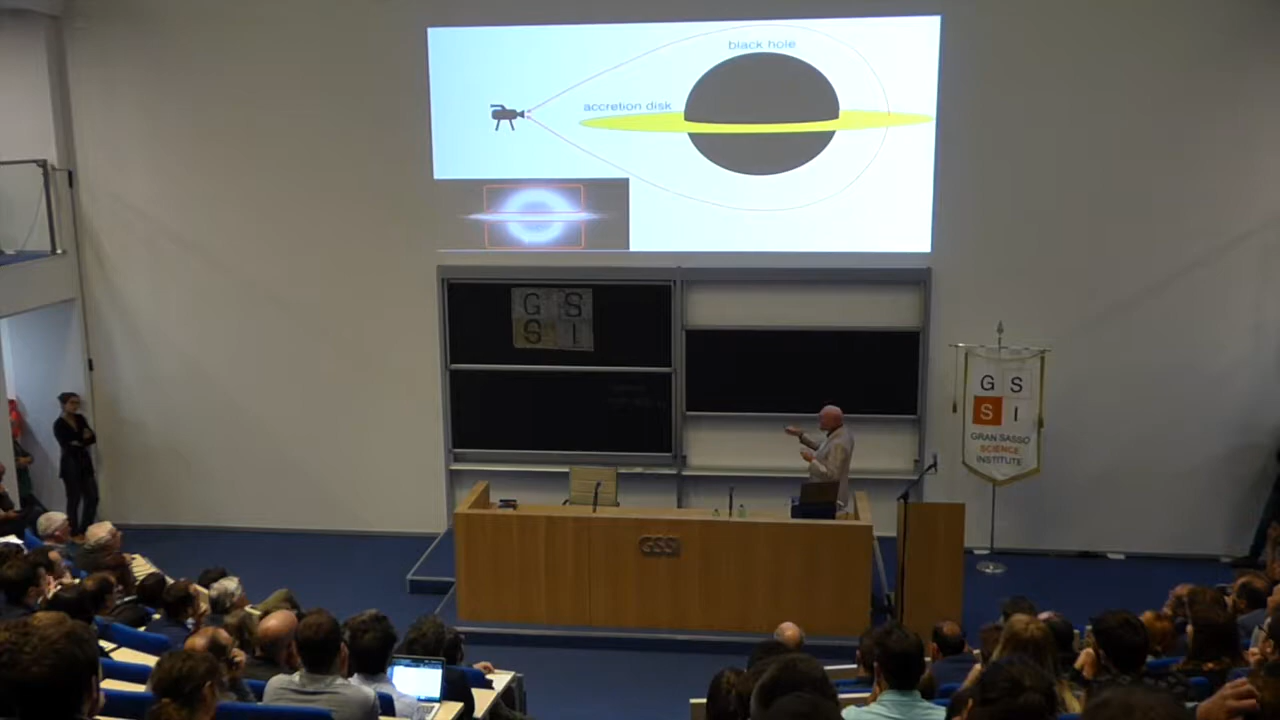 black hole
accretion disk
G S
S I
GSSI
G S
S I
GRAN SASSO
SCIENCE
INSTITUTE